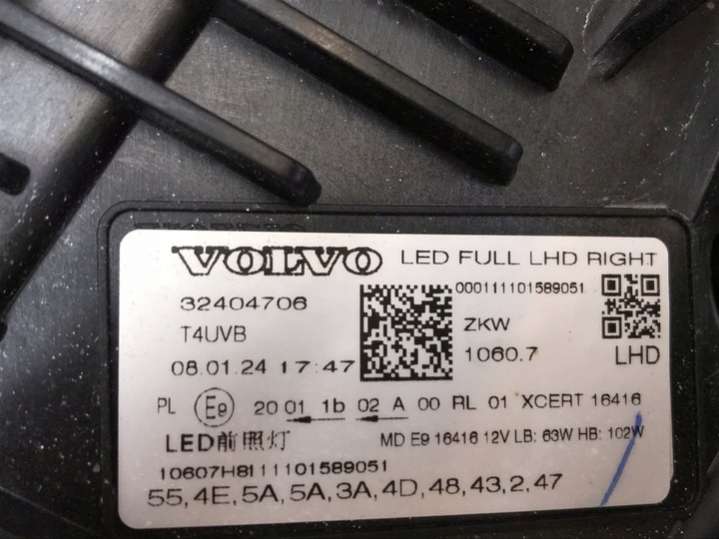 VOLVO LED FULL LHD RIGHT
32404706
000111101589051
T4UVB
ZKW
08.01.24 17:47
1060.7
LHD
PL E9 20 01 1b 02 A 00 RL 01 XCERT 16416
LED前照灯
MD E9 16416 12V LB: 63W HB: 102W
10607H8111101589051
55,4E,5A,5A,3A,4D,48,43,2,47